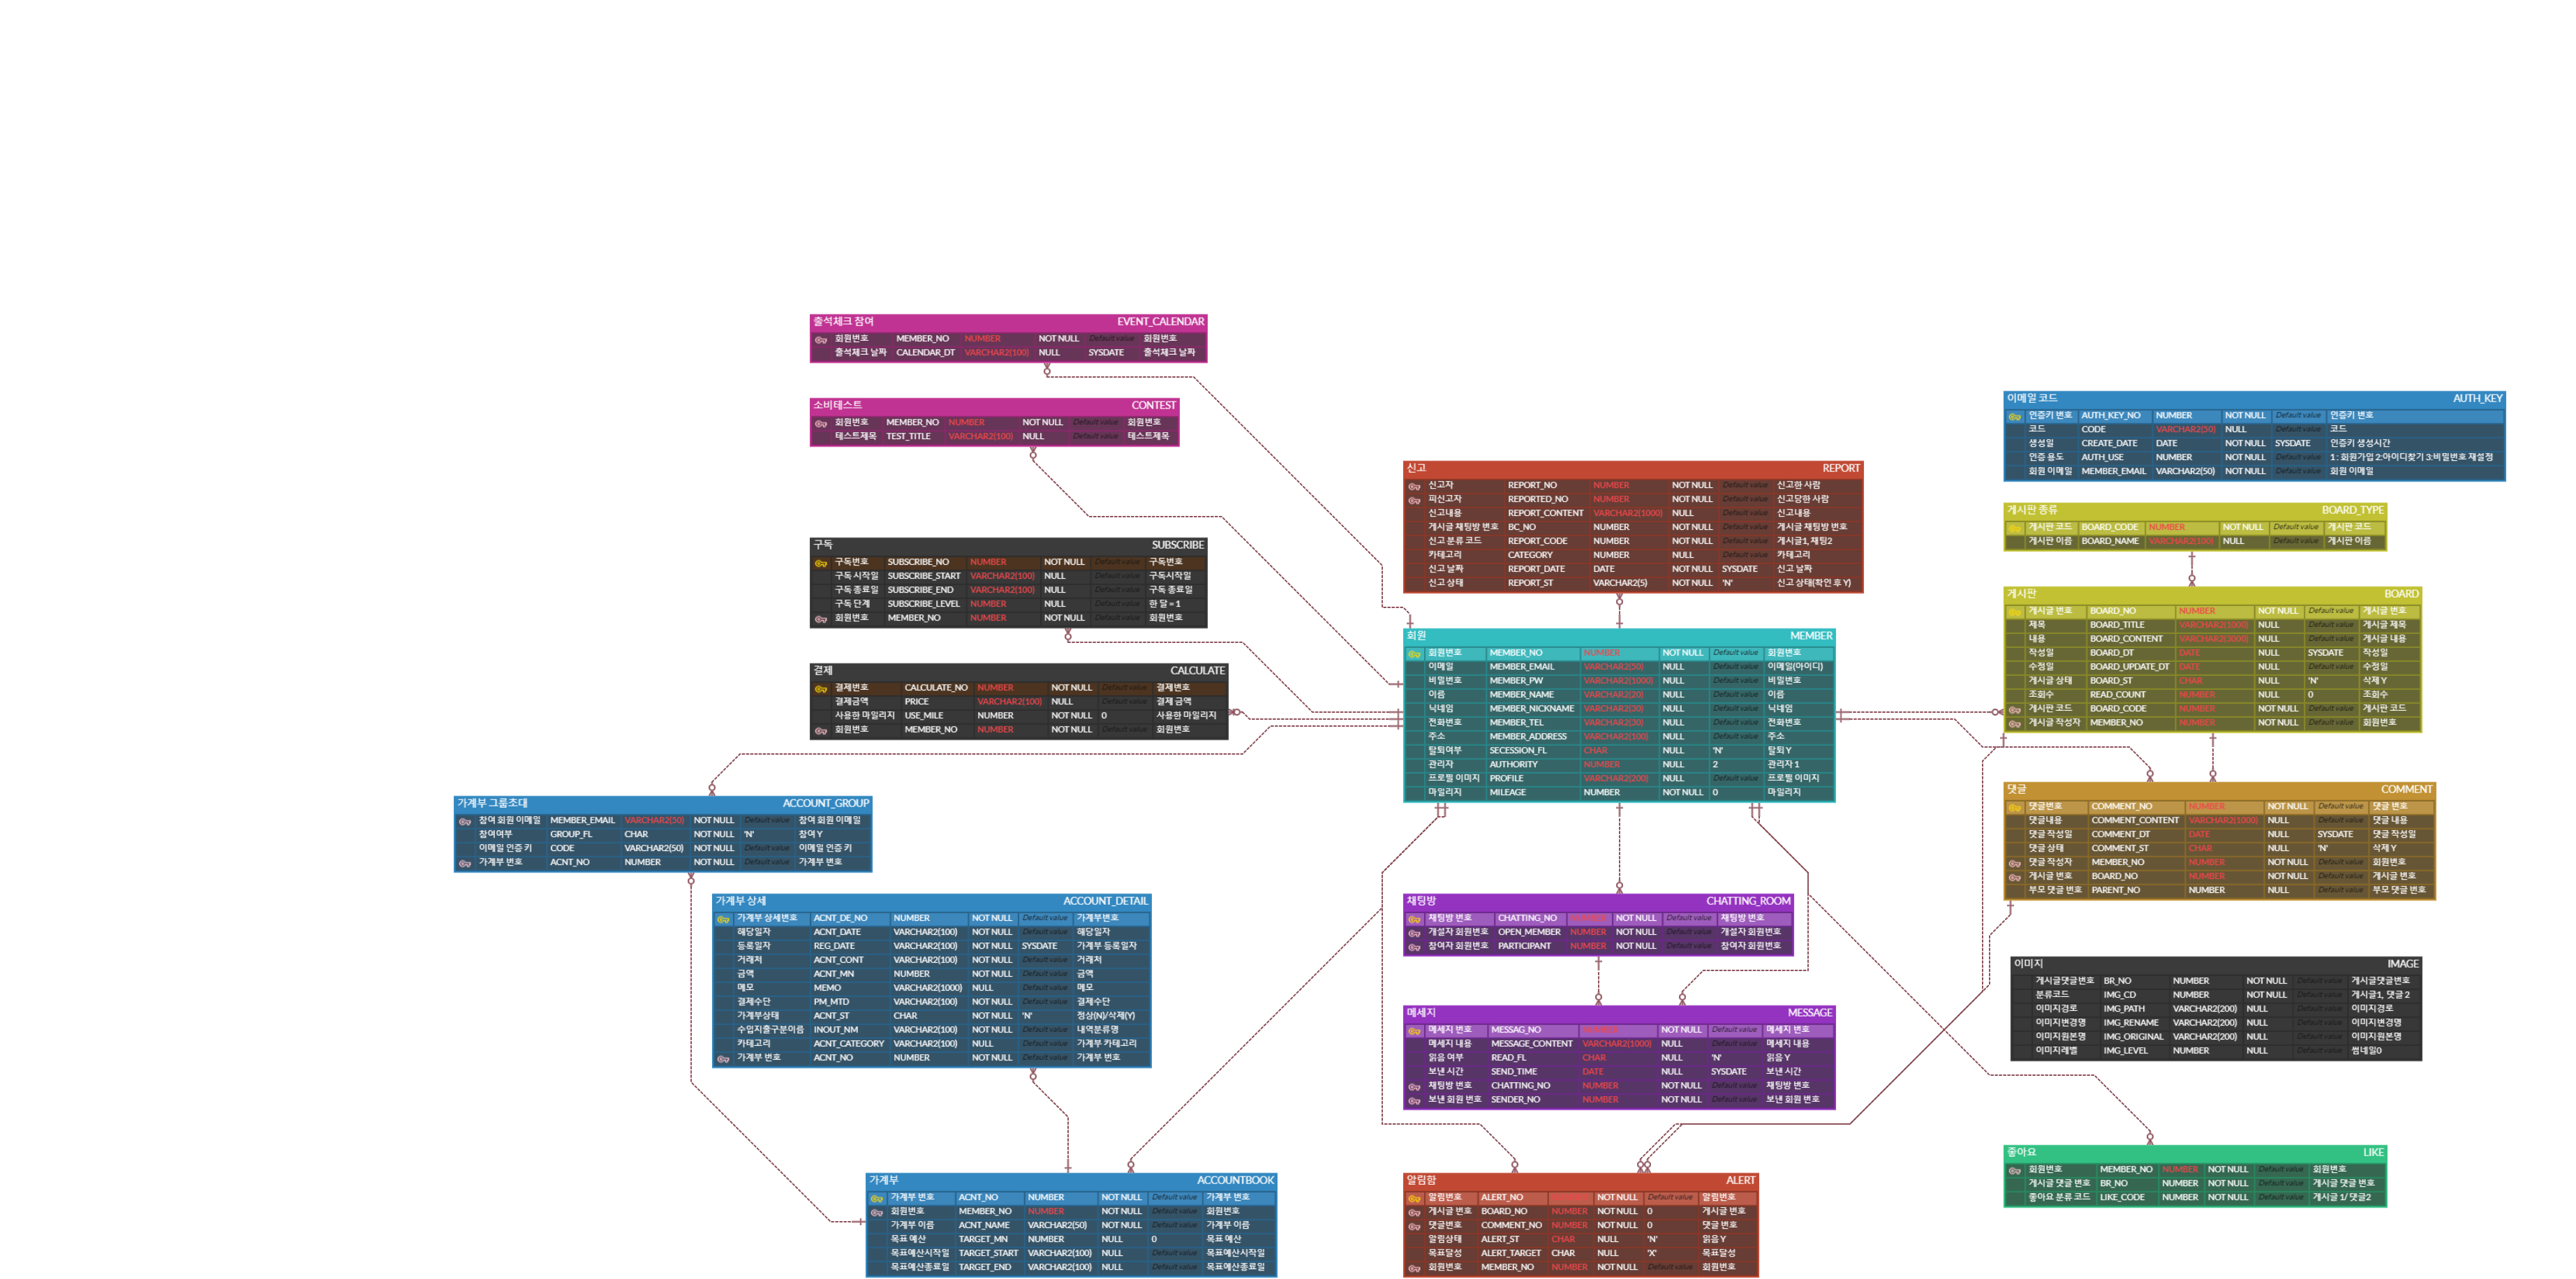 출석체크 잠여 EVENT_CALENDAR
회원번호 MEMBER_NO NUMBER NOT NULL Default value 회원번호
출석체크 날짜 CALENDAR_DT VARCHAR2(100) NULL SYSDATE 출석체크 날짜
소비테스트 CONTEST
회원번호 MEMBER_NO NUMBER NOT NULL Default value 회원번호
테스트제목 TEST_TITLE VARCHAR2(100) NULL Default value 테스트제목
구독 SUBSCRIBE
구독번호 SUBSCRIBE_NO NUMBER NOT NULL Default value 구독번호
구독 시작일 SUBSCRIBE_START VARCHAR2(100) NULL Default value 구독시작일
구독 종료일 SUBSCRIBE_END VARCHAR2(100) NULL Default value 구독 종료일
구독 단계 SUBSCRIBE_LEVEL NUMBER NULL Default value 한 달 = 1
회원번호 MEMBER_NO NUMBER NOT NULL Default value 회원번호
결제 CALCULATE
결제번호 CALCULATE_NO NUMBER NOT NULL Default value 결제번호
결제금액 PRICE VARCHAR2(100) NULL Default value 결제 금액
사용한 마일리지 USE_MILE NUMBER NOT NULL 0 사용한 마일리지
회원번호 MEMBER_NO NUMBER NOT NULL Default value 회원번호
가계부 그룹초대 ACCOUNT_GROUP
참여 회원 이메일 MEMBER_EMAIL VARCHAR2(50) NOT NULL Default value 참여 회원 이메일
참여여부 GROUP_FL CHAR NOT NULL 'N' 참여 Y
이메일 인증 키 CODE VARCHAR2(50) NOT NULL Default value 이메일 인증 키
가계부 번호 ACNT_NO NUMBER NOT NULL Default value 가계부 번호
가계부 상세 ACCOUNT_DETAIL
가계부 상세번호 ACNT_DE_NO NUMBER NOT NULL Default value 가계부번호
해당일자 ACNT_DATE VARCHAR2(100) NOT NULL Default value 해당일자
등록일자 REG_DATE VARCHAR2(100) NOT NULL SYSDATE 가계부 등록일자
거래처 ACNT_CONT VARCHAR2(100) NOT NULL Default value 거래처
금액 ACNT_MN NUMBER NOT NULL Default value 금액
메모 MEMO VARCHAR2(1000) NULL Default value 메모
결제수단 PM_MTD VARCHAR2(100) NOT NULL Default value 결제수단
가계부상태 ACNT_ST CHAR NOT NULL 'N' 정상(N)/삭제(Y)
수입지출구분이름 INOUT_NM VARCHAR2(100) NOT NULL Default value 내역분류명
카테고리 ACNT_CATEGORY VARCHAR2(100) NULL Default value 가계부 카테고리
가계부 번호 ACNT_NO NUMBER NOT NULL Default value 가계부 번호
가계부 ACCOUNTBOOK
가계부 번호 ACNT_NO NUMBER NOT NULL Default value 가계부 번호
회원번호 MEMBER_NO NUMBER NOT NULL Default value 회원번호
가계부 이름 ACNT_NAME VARCHAR2(50) NOT NULL Default value 가계부 이름
목표 예산 TARGET_MN NUMBER NULL 0 목표 예산
목표예산시작일 TARGET_START VARCHAR2(100) NULL Default value 목표예산시작일
목표예산종료일 TARGET_END VARCHAR2(100) NULL Default value 목표예산종료일
신고 REPORT
신고자 REPORT_NO NUMBER NOT NULL Default value 신고한 사람
피신고자 REPORTED_NO NUMBER NOT NULL Default value 신고당한 사람
신고내용 REPORT_CONTENT VARCHAR2(1000) NULL Default value 신고내용
게시글 채팅방 번호 BC_NO NUMBER NOT NULL Default value 게시글 채팅방 번호
신고 분류 코드 REPORT_CODE NUMBER NOT NULL Default value 게시글1, 채팅2
카테고리 CATEGORY NUMBER NULL Default value 카테고리
신고 날짜 REPORT_DATE DATE NOT NULL SYSDATE 신고 날짜
신고 상태 REPORT_ST VARCHAR2(5) NOT NULL 'N' 신고 상태(확인 후 Y)
회원 MEMBER
회원번호 MEMBER_NO NUMBER NOT NULL Default value 회원번호
이메일 MEMBER_EMAIL VARCHAR2(50) NULL Default value 이메일(아이디)
비밀번호 MEMBER_PW VARCHAR2(1000) NULL Default value 비밀번호
이름 MEMBER_NAME VARCHAR2(20) NULL Default value 이름
닉네임 MEMBER_NICKNAME VARCHAR2(30) NULL Default value 닉네임
전화번호 MEMBER_TEL VARCHAR2(30) NULL Default value 전화번호
주소 MEMBER_ADDRESS VARCHAR2(100) NULL Default value 주소
탈퇴여부 SECESSION_FL CHAR NULL 'N' 탈퇴 Y
관리자 AUTHORITY NUMBER NULL 2 관리자 1
프로필 이미지 PROFILE VARCHAR2(200) NULL Default value 프로필 이미지
마일리지 MILEAGE NUMBER NOT NULL 0 마일리지
채팅방 CHATTING_ROOM
채팅방 번호 CHATTING_NO NUMBER NOT NULL Default value 채팅방 번호
개설자 회원번호 OPEN_MEMBER NUMBER NOT NULL Default value 개설자 회원번호
참여자 회원번호 PARTICIPANT NUMBER NOT NULL Default value 참여자 회원번호
메세지 MESSAGE
메세지 번호 MESSAG_NO NUMBER NOT NULL Default value 메세지 번호
메세지 내용 MESSAGE_CONTENT VARCHAR2(1000) NULL Default value 메세지 내용
읽음 여부 READ_FL CHAR NULL 'N' 읽음 Y
보낸 시간 SEND_TIME DATE NULL SYSDATE 보낸 시간
채팅방 번호 CHATTING_NO NUMBER NOT NULL Default value 채팅방 번호
보낸 회원 번호 SENDER_NO NUMBER NOT NULL Default value 보낸 회원 번호
알림함 ALERT
알림번호 ALERT_NO NUMBER NOT NULL Default value 알림번호
게시글 번호 BOARD_NO NUMBER NOT NULL 0 게시글 번호
댓글번호 COMMENT_NO NUMBER NOT NULL 0 댓글 번호
알림상태 ALERT_ST CHAR NULL 'N' 읽음 Y
목표달성 ALERT_TARGET CHAR NULL 'X' 목표달성
회원번호 MEMBER_NO NUMBER NOT NULL Default value 회원번호
이메일 코드 AUTH_KEY
인증키 번호 AUTH_KEY_NO NUMBER NOT NULL Default value 인증키 번호
코드 CODE VARCHAR2(50) NULL Default value 코드
생성일 CREATE_DATE DATE NOT NULL SYSDATE 인증키 생성시간
인증 용도 AUTH_USE NUMBER NOT NULL Default value 1 : 회원가입 2:아이디찾기 3:비밀번호 재설정
회원 이메일 MEMBER_EMAIL VARCHAR2(50) NOT NULL Default value 회원 이메일
게시판 종류 BOARD_TYPE
게시판 코드 BOARD_CODE NUMBER NOT NULL Default value 게시판 코드
게시판 이름 BOARD_NAME VARCHAR2(100) NULL Default value 게시판 이름
게시판 BOARD
게시글 번호 BOARD_NO NUMBER NOT NULL Default value 게시글 번호
제목 BOARD_TITLE VARCHAR2(1000) NULL Default value 게시글 제목
내용 BOARD_CONTENT VARCHAR2(3000) NULL Default value 게시글 내용
작성일 BOARD_DT DATE NULL SYSDATE 작성일
수정일 BOARD_UPDATE_DT DATE NULL Default value 수정일
게시글 상태 BOARD_ST CHAR NULL 'N' 삭제 Y
조회수 READ_COUNT NUMBER NULL 0 조회수
게시판 코드 BOARD_CODE NUMBER NOT NULL Default value 게시판 코드
게시글 작성자 MEMBER_NO NUMBER NOT NULL Default value 회원번호
댓글 COMMENT
댓글번호 COMMENT_NO NUMBER NOT NULL Default value 댓글 번호
댓글내용 COMMENT_CONTENT VARCHAR2(1000) NULL Default value 댓글 내용
댓글 작성일 COMMENT_DT DATE NULL SYSDATE 댓글 작성일
댓글 상태 COMMENT_ST CHAR NULL 'N' 삭제 Y
댓글 작성자 MEMBER_NO NUMBER NOT NULL Default value 회원번호
게시글 번호 BOARD_NO NUMBER NOT NULL Default value 게시글 번호
부모 댓글 번호 PARENT_NO NUMBER NULL Default value 부모 댓글 번호
이미지 IMAGE
게시글댓글번호 BR_NO NUMBER NOT NULL Default value 게시글댓글번호
분류코드 IMG_CD NUMBER NOT NULL Default value 게시글1, 댓글 2
이미지경로 IMG_PATH VARCHAR2(200) NULL Default value 이미지경로
이미지변경명 IMG_RENAME VARCHAR2(200) NULL Default value 이미지변경명
이미지원본명 IMG_ORIGINAL VARCHAR2(200) NULL Default value 이미지원본명
이미지레벨 IMG_LEVEL NUMBER NULL Default value 썸네일0
좋아요 LIKE
회원번호 MEMBER_NO NUMBER NOT NULL Default value 회원번호
게시글 댓글 번호 BR_NO NUMBER NOT NULL Default value 게시글 댓글 번호
좋아요 분류 코드 LIKE_CODE NUMBER NOT NULL Default value 게시글 1/ 댓글2